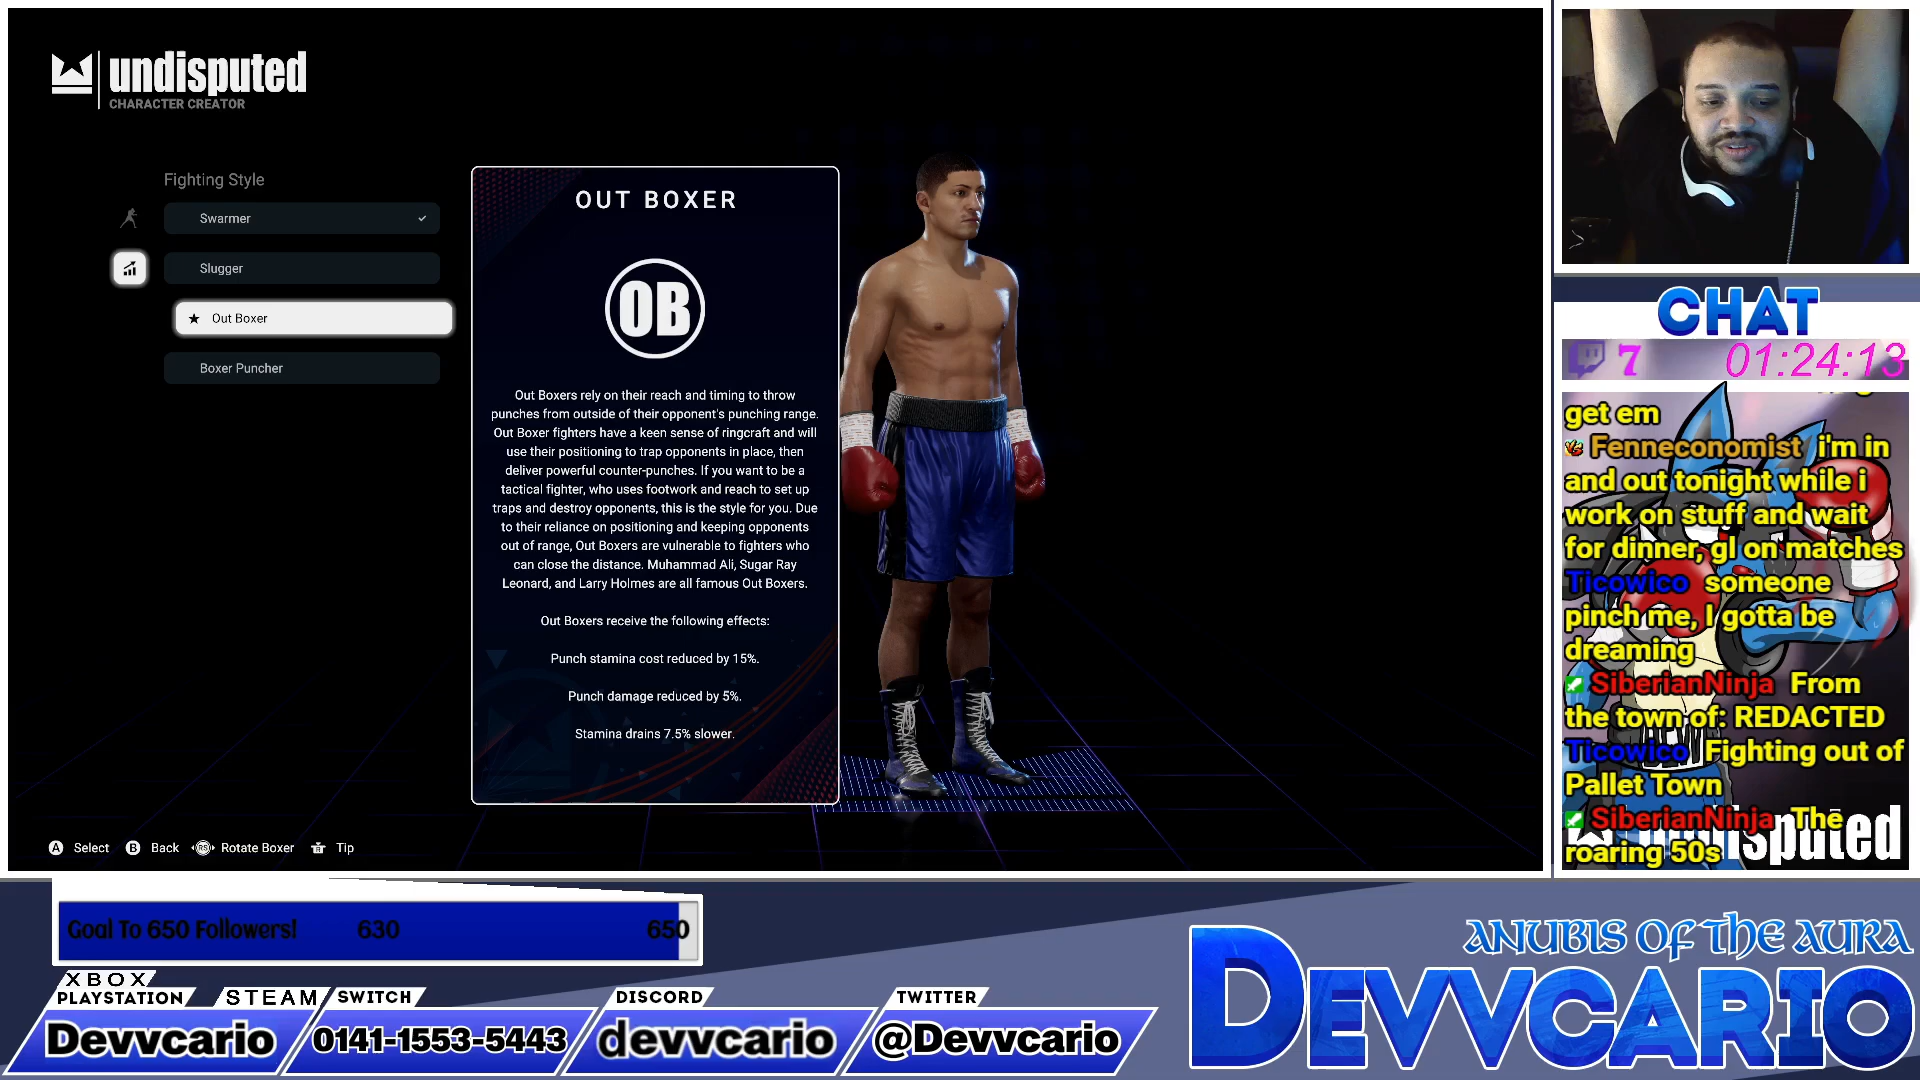 undisputed
CHARACTER CREATOR
Fighting Style
Swarmer
Slugger
Out Boxer
Boxer Puncher
OUT BOXER
OB
Out Boxers rely on their reach and timing to throw
punches from outside of their opponent's punching range.
Out Boxer fighters have a keen sense of ringcraft and will
use their positioning to trap opponents in place, then
deliver powerful counter-punches. If you want to be a
tactical fighter, who uses footwork and reach to set up
traps and destroy opponents, this is the style for you. Due
to their reliance on positioning and keeping opponents
out of range, Out Boxers are vulnerable to fighters who
can close the distance. Muhammad Ali, Sugar Ray
Leonard, and Larry Holmes are all famous Out Boxers.
Out Boxers receive the following effects:
Punch stamina cost reduced by 15%.
Punch damage reduced by 5%.
Stamina drains 7.5% slower.
A Select B Back RS Rotate Boxer Tip
CHAT
7 01:24:13
get em
Fenneconomist i'm in
and out tonight while i
work on stuff and wait
for dinner, gl on matches
Ticowico someone
pinch me, I gotta be
dreaming
SiberianNinja From
the town of: REDACTED
Ticowico Fighting out of
Pallet Town
SiberianNinja The
roaring 50s
undisputed
Goal To 650 Followers! 630 650
XBOX
PLAYSTATION STEAM
Devvcario
SWITCH
0141-1553-5443
DISCORD
devvcario
TWITTER
@Devvcario
ANUBIS OF THE AURA
DEVVCARIO